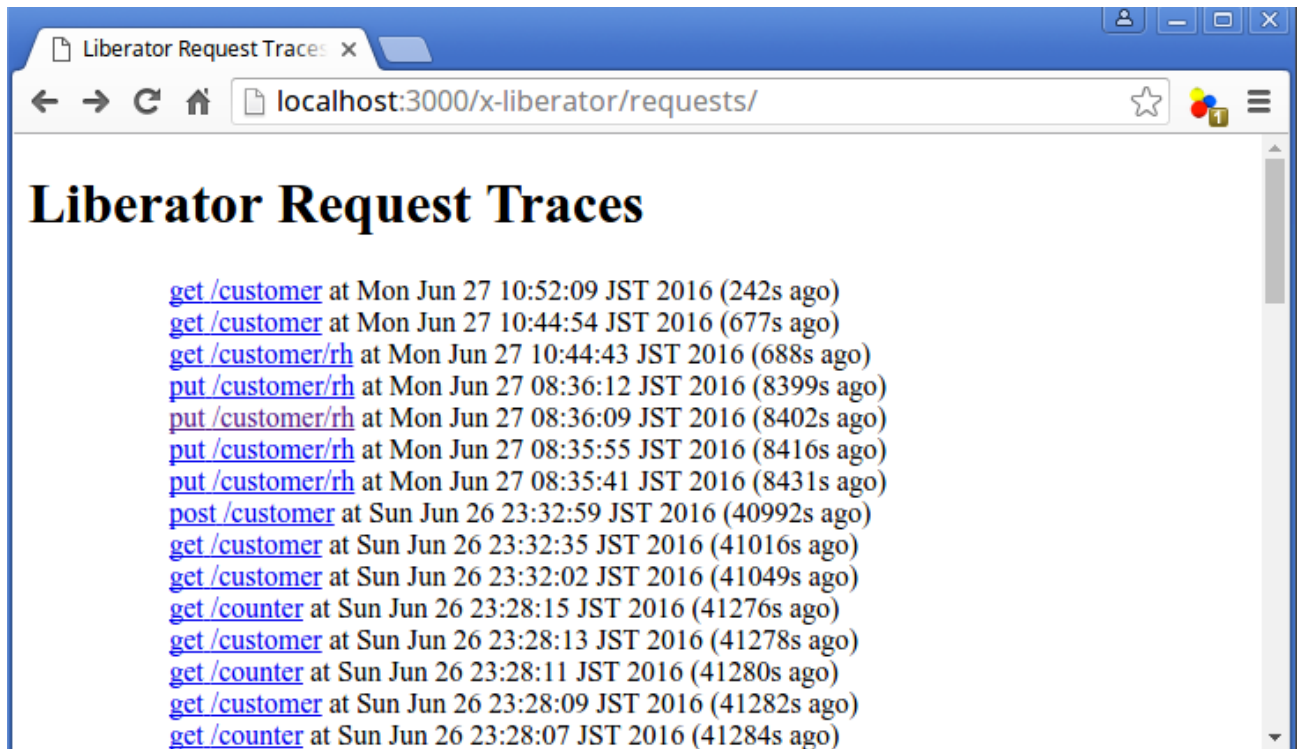 Liberator Request Traces
localhost:3000/x-liberator/requests/
1
Liberator Request Traces
get /customer at Mon Jun 27 10:52:09 JST 2016 (242s ago)
get /customer at Mon Jun 27 10:44:54 JST 2016 (677s ago)
get /customer/rh at Mon Jun 27 10:44:43 JST 2016 (688s ago)
put /customer/rh at Mon Jun 27 08:36:12 JST 2016 (8399s ago)
put /customer/rh at Mon Jun 27 08:36:09 JST 2016 (8402s ago)
put /customer/rh at Mon Jun 27 08:35:55 JST 2016 (8416s ago)
put /customer/rh at Mon Jun 27 08:35:41 JST 2016 (8431s ago)
post /customer at Sun Jun 26 23:32:59 JST 2016 (40992s ago)
get /customer at Sun Jun 26 23:32:35 JST 2016 (41016s ago)
get /customer at Sun Jun 26 23:32:02 JST 2016 (41049s ago)
get /counter at Sun Jun 26 23:28:15 JST 2016 (41276s ago)
get /customer at Sun Jun 26 23:28:13 JST 2016 (41278s ago)
get /counter at Sun Jun 26 23:28:11 JST 2016 (41280s ago)
get /customer at Sun Jun 26 23:28:09 JST 2016 (41282s ago)
get /counter at Sun Jun 26 23:28:07 JST 2016 (41284s ago)